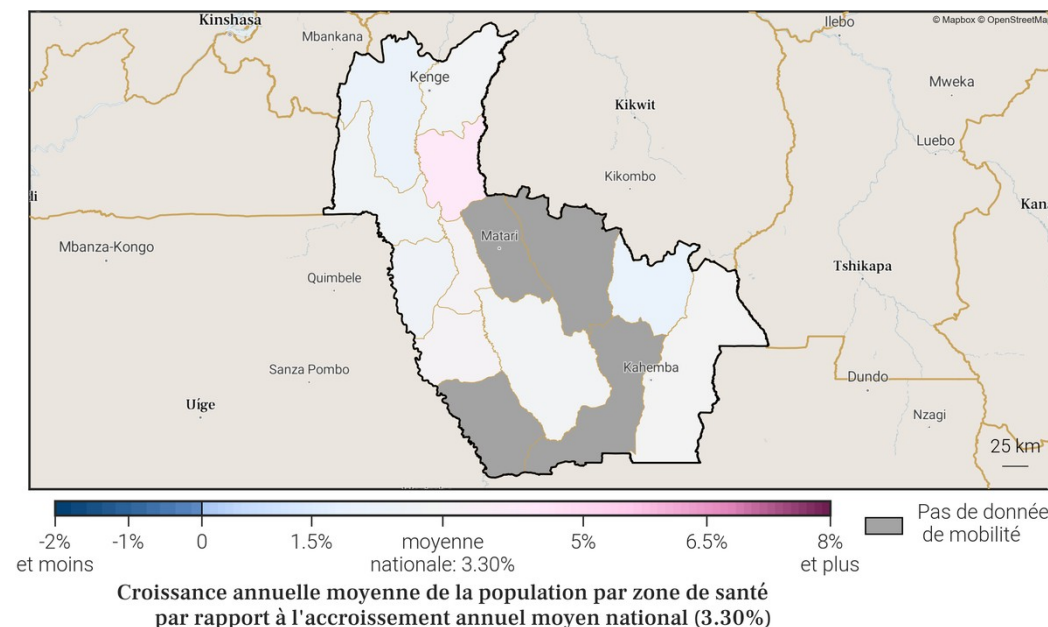 Kinshasa
Mbankana
Ilebo
© Mapbox © OpenStreetMa
Kenge
Mweka
Kikwit
Luebo
Kikombo
li
Kan
Mbanza-Kongo
Matari
Quimbele
Tshikapa
Sanza Pombo
Kahemba
Dundo
Uíge
Nzagi
25 km
-2%
et moins
-1%
0
1.5%
moyenne
nationale: 3.30%
5%
6.5%
8%
et plus
Pas de donnée
de mobilité
Croissance annuelle moyenne de la population par zone de santé
par rapport à l'accroissement annuel moyen national (3.30%)